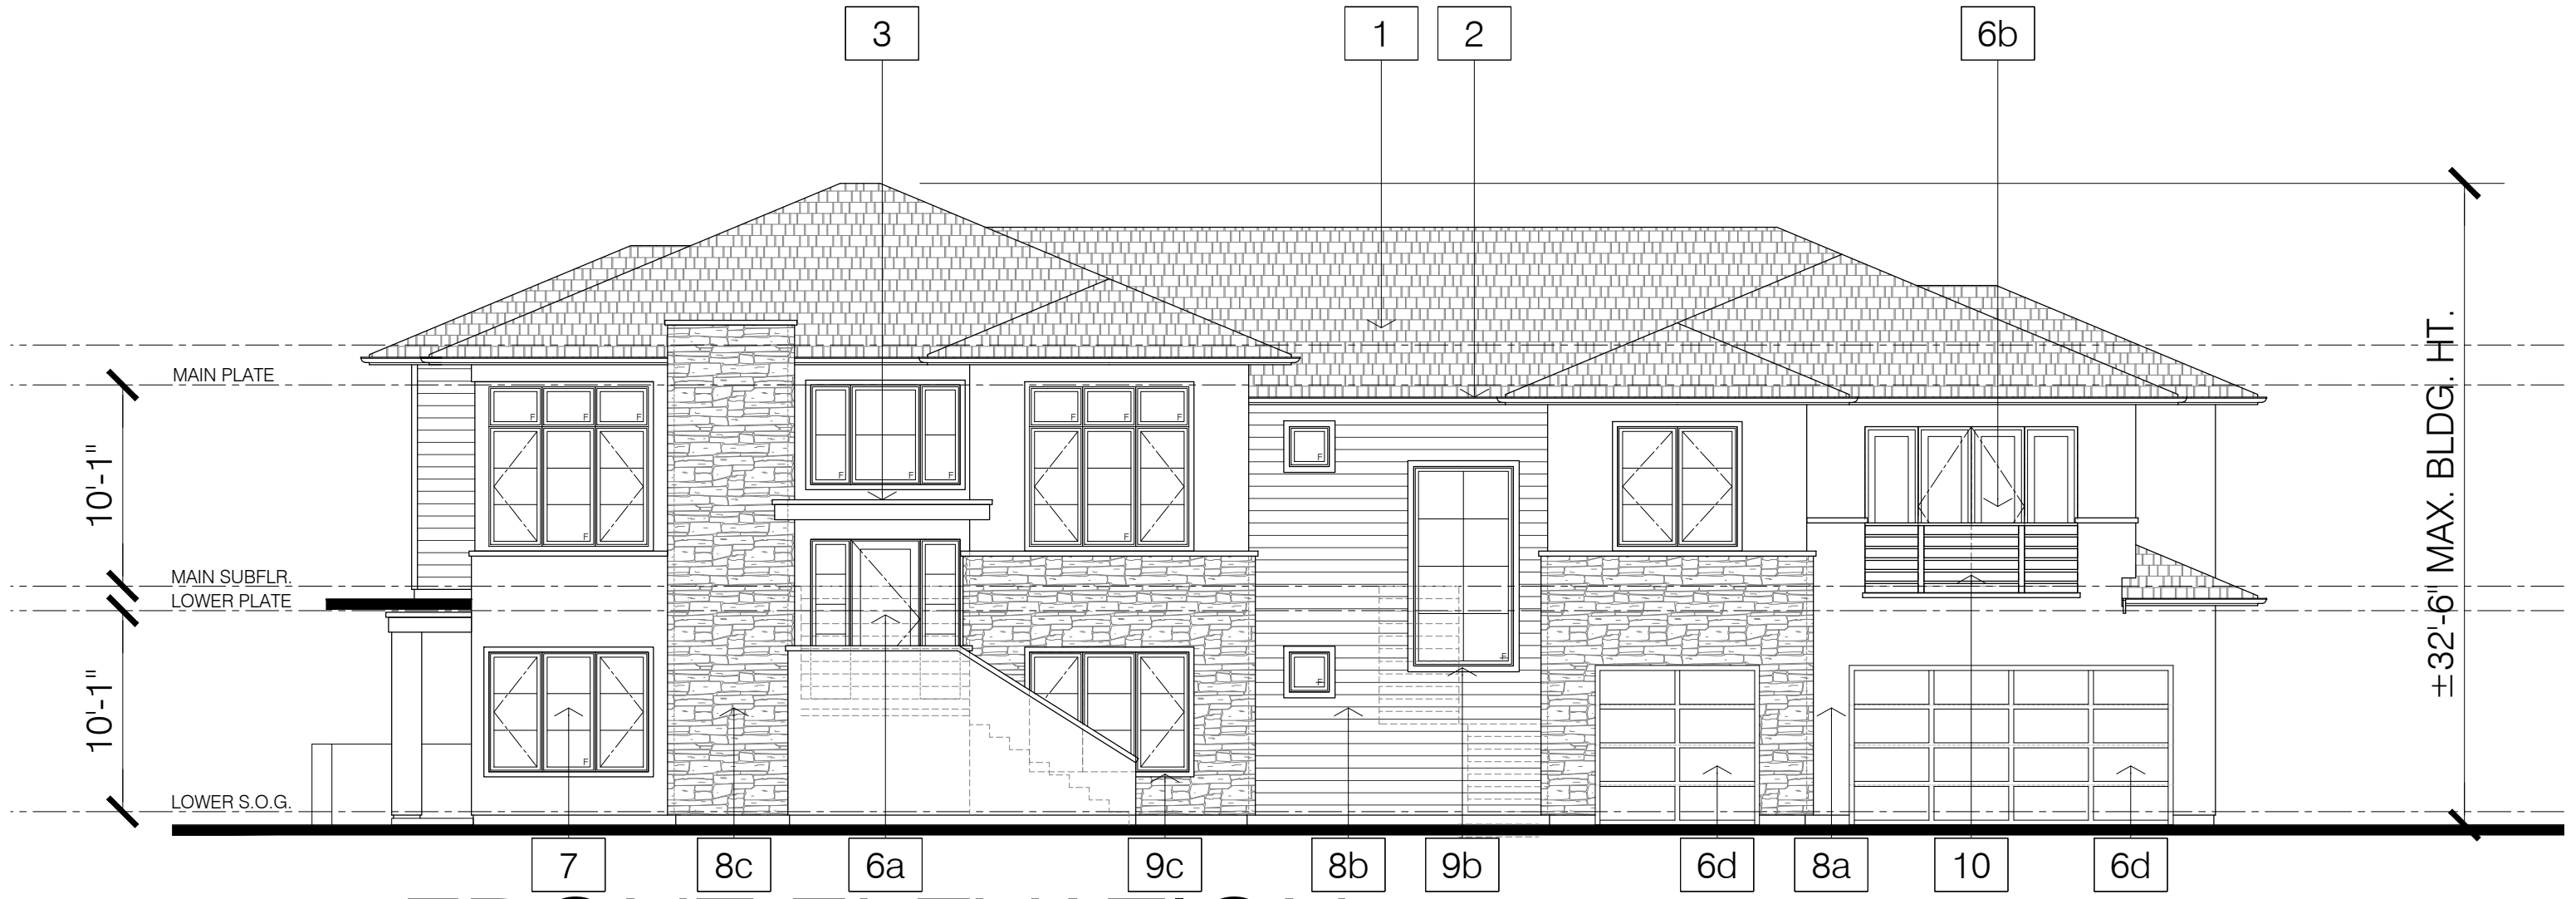 3
1
2
6b
MAIN PLATE
10'-1"
MAIN SUBFLR.
LOWER PLATE
10'-1"
LOWER S.O.G.
±32'-6" MAX. BLDG. HT.
F F F
F
F F F
F F F
F
F
F
F
F
F
7
8c
6a
9c
8b
9b
6d
8a
10
6d